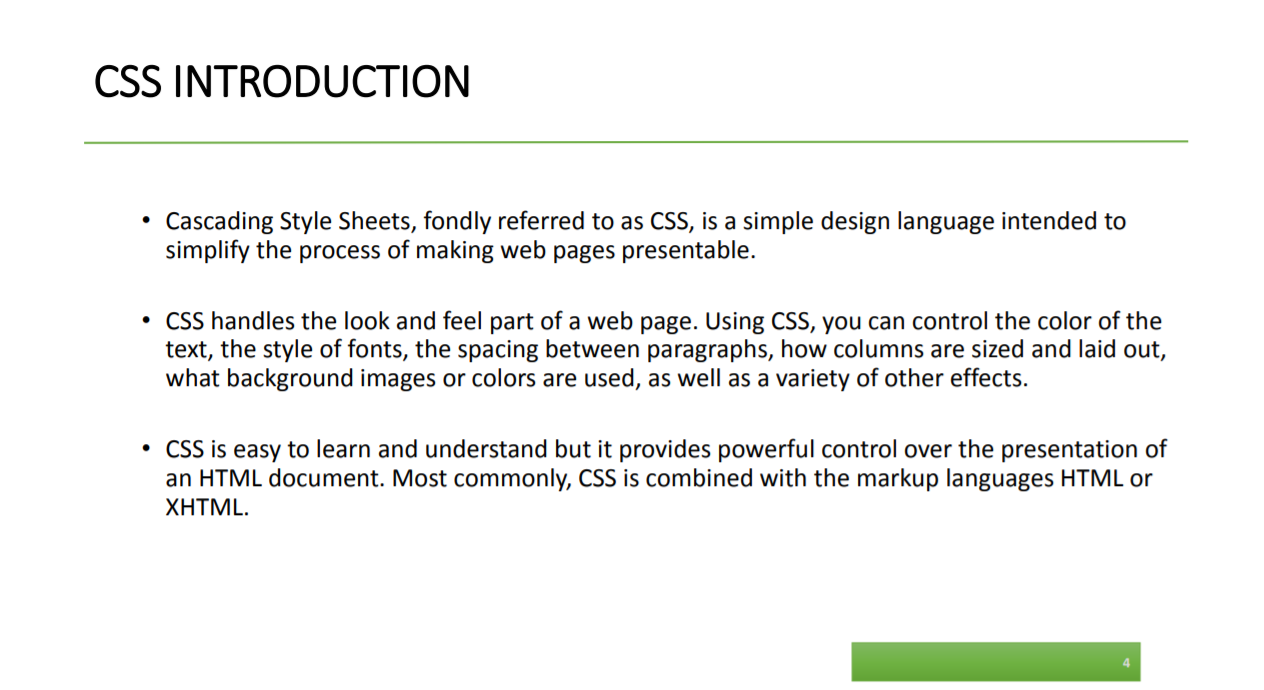 CSS INTRODUCTION
• Cascading Style Sheets, fondly referred to as CSS, is a simple design language intended to
simplify the process of making web pages presentable.
• CSS handles the look and feel part of a web page. Using CSS, you can control the color of the
text, the style of fonts, the spacing between paragraphs, how columns are sized and laid out,
what background images or colors are used, as well as a variety of other effects.
• CSS is easy to learn and understand but it provides powerful control over the presentation of
an HTML document. Most commonly, CSS is combined with the markup languages HTML or
XHTML.
4